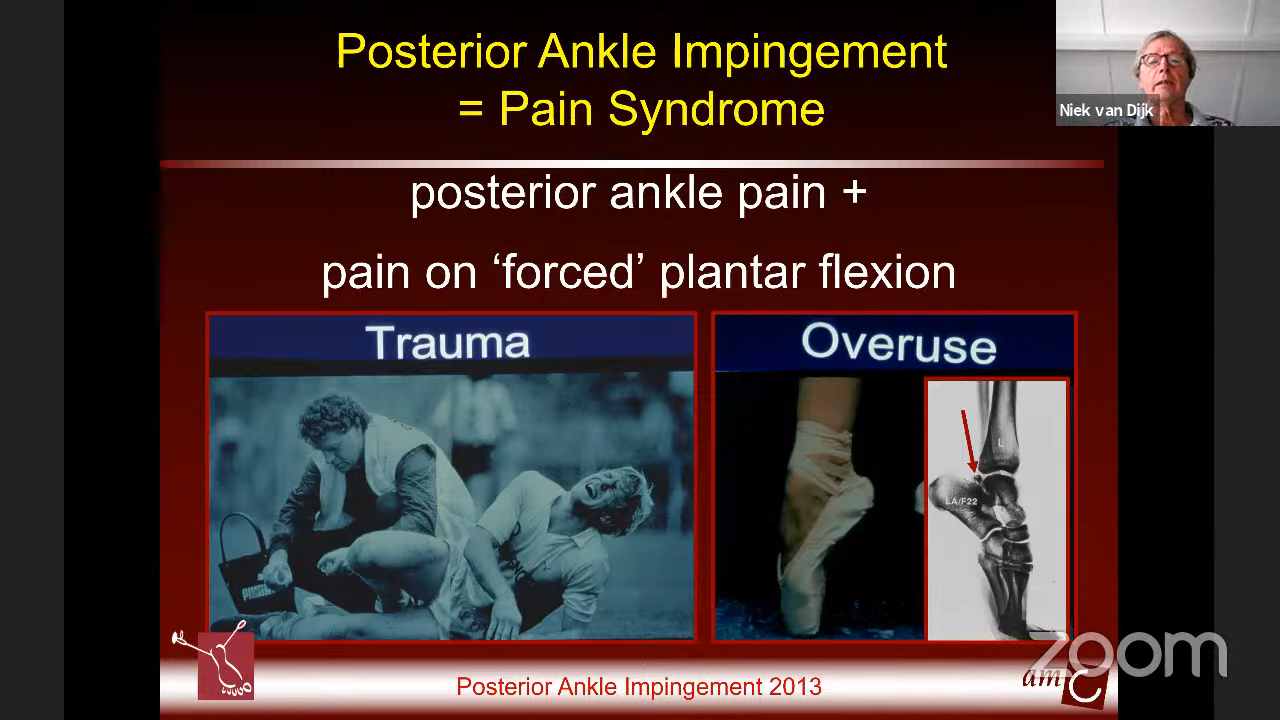 Posterior Ankle Impingement
= Pain Syndrome
Niek van Dijk
posterior ankle pain +
pain on ‘forced’ plantar flexion
Trauma
Overuse
L
LA/F22
PUMA
Posterior Ankle Impingement 2013
zoom
amC